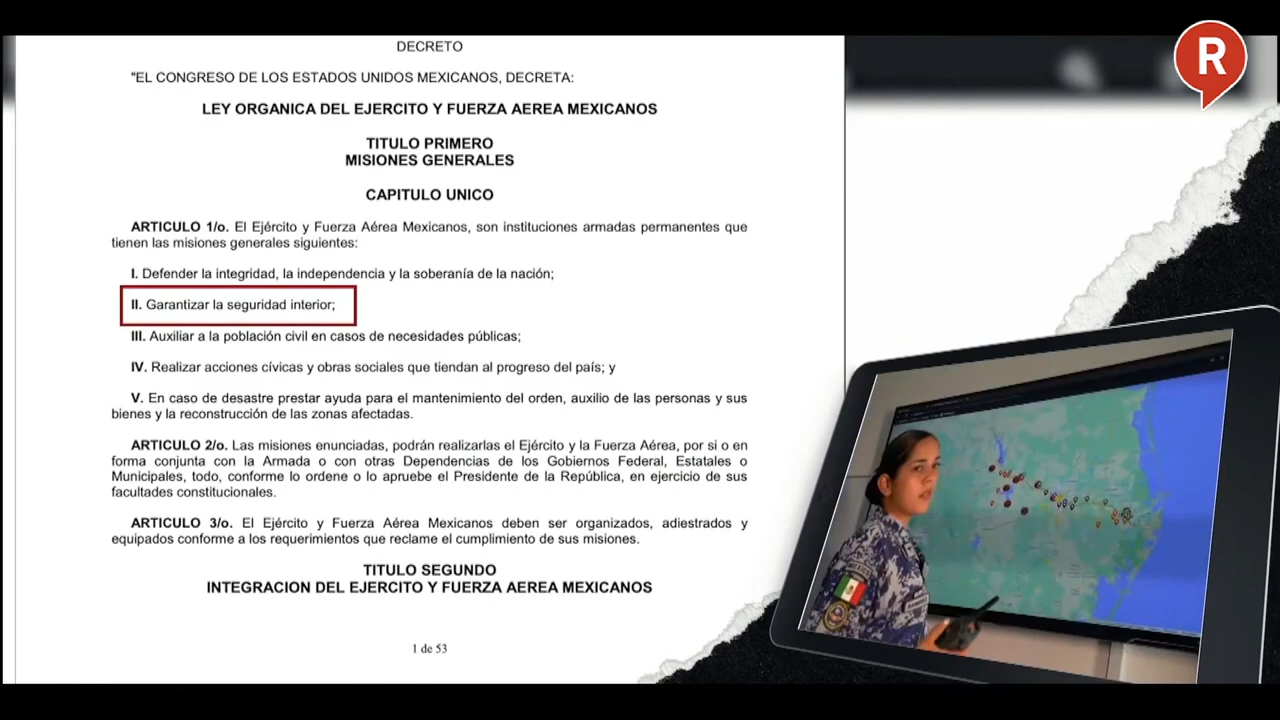 R
DECRETO
"EL CONGRESO DE LOS ESTADOS UNIDOS MEXICANOS, DECRETA:
LEY ORGANICA DEL EJERCITO Y FUERZA AEREA MEXICANOS
TITULO PRIMERO
MISIONES GENERALES
CAPITULO UNICO
ARTICULO 1/o. El Ejército y Fuerza Aérea Mexicanos, son instituciones armadas permanentes que
tienen las misiones generales siguientes:
I. Defender la integridad, la independencia y la soberanía de la nación;
II. Garantizar la seguridad interior;
III. Auxiliar a la población civil en casos de necesidades públicas;
IV. Realizar acciones cívicas y obras sociales que tiendan al progreso del país; y
V. En caso de desastre prestar ayuda para el mantenimiento del orden, auxilio de las personas y sus
bienes y la reconstrucción de las zonas afectadas.
ARTICULO 2/o. Las misiones enunciadas, podrán realizarlas el Ejército y la Fuerza Aérea, por si o en
forma conjunta con la Armada o con otras Dependencias de los Gobiernos Federal, Estatales o
Municipales, todo, conforme lo ordene o lo apruebe el Presidente de la República, en ejercicio de sus
facultades constitucionales.
ARTICULO 3/o. El Ejército y Fuerza Aérea Mexicanos deben ser organizados, adiestrados y
equipados conforme a los requerimientos que reclame el cumplimiento de sus misiones.
TITULO SEGUNDO
INTEGRACION DEL EJERCITO Y FUERZA AEREA MEXICANOS
1 de 53